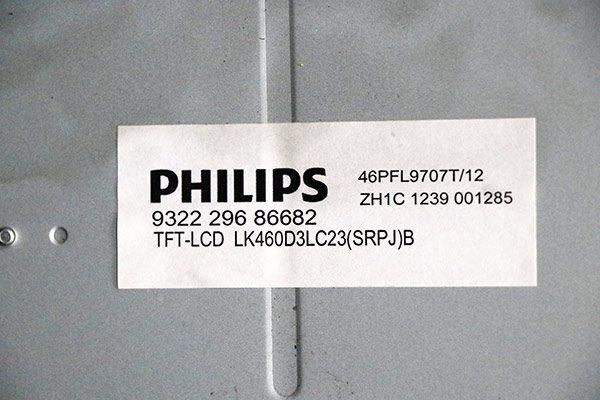 PHILIPS
46PFL9707T/12
ZH1C 1239 001285
9322 296 86682
TFT-LCD LK460D3LC23(SRPJ)B